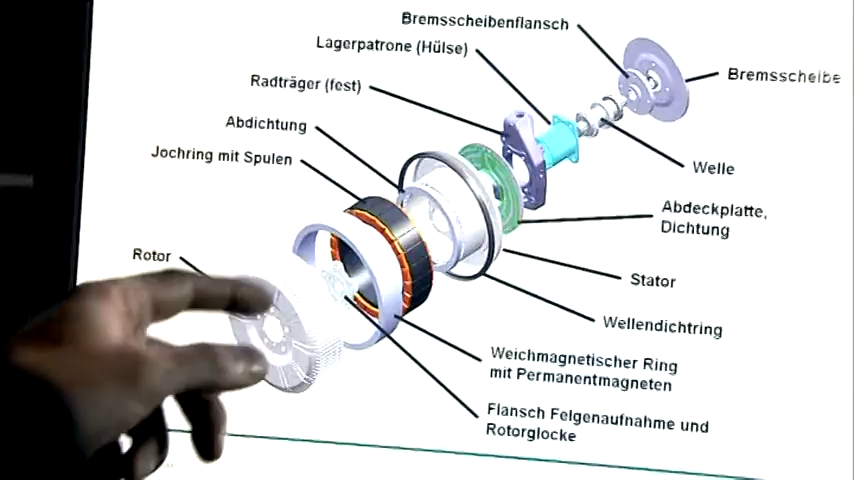 Bremsscheibenflansch
Lagerpatrone (Hülse)
Bremsscheibe
Radträger (fest)
Abdichtung
Jochring mit Spulen
Welle
Abdeckplatte,
Dichtung
Rotor
Stator
Wellendichtring
Weichmagnetischer Ring
mit Permanentmagneten
Flansch Felgenaufnahme und
Rotorglocke